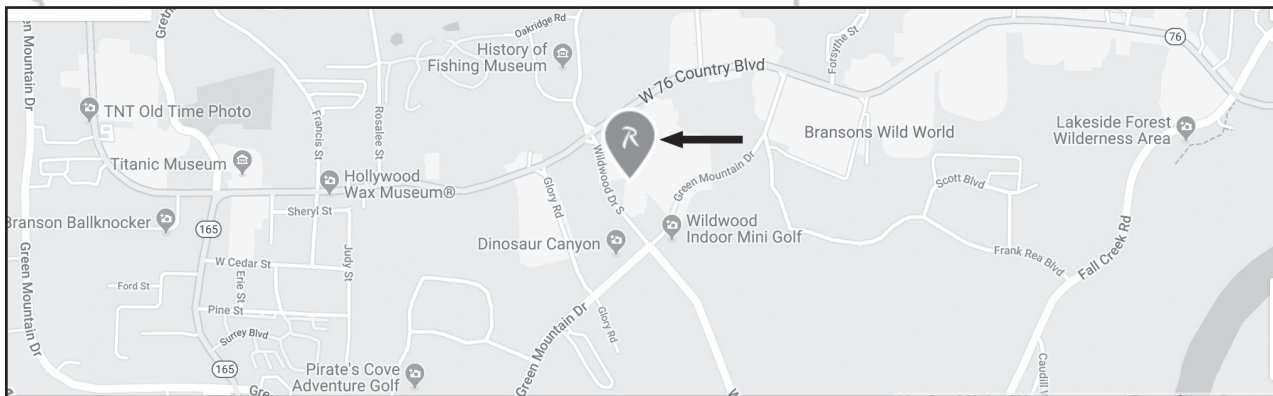 en Mountain Dr
Gretn
Oakridge Rd
History of
Fishing Museum
W 76 Country Blvd
Forsythe St
76
TNT Old Time Photo
Francis St
Rosalee St
R
Bransons Wild World
Lakeside Forest
Wilderness Area
Titanic Museum
Hollywood
Wax Museum®
Wildwood Dr S
Green Mountain Dr
Scott Blvd
Glory Rd
Sheryl St
Branson Ballknocker
165
Wildwood
Indoor Mini Golf
Dinosaur Canyon
Judy St
Green Mountain Dr
W Cedar St
Frank Rea Blvd
Fall Creek Rd
Ford St
Erie St
Pine St
Glory Rd
Surrey Blvd
Green Mountain Dr
165
Pirate's Cove
Adventure Golf
Caudill W
Gre
W